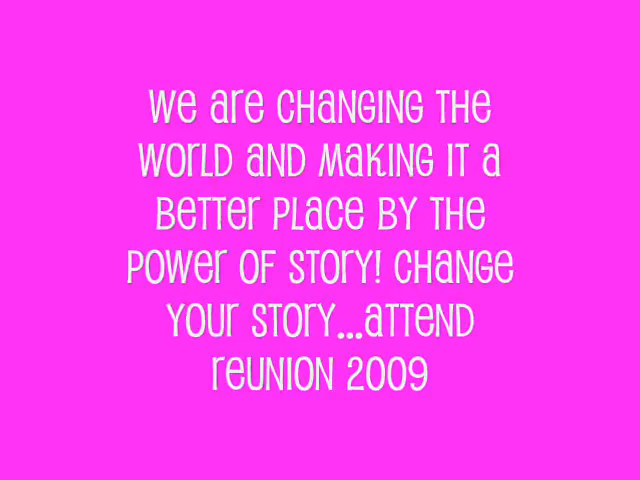 We are changing the
world and making it a
better place by the
power of story! Change
your story...attend
reunion 2009